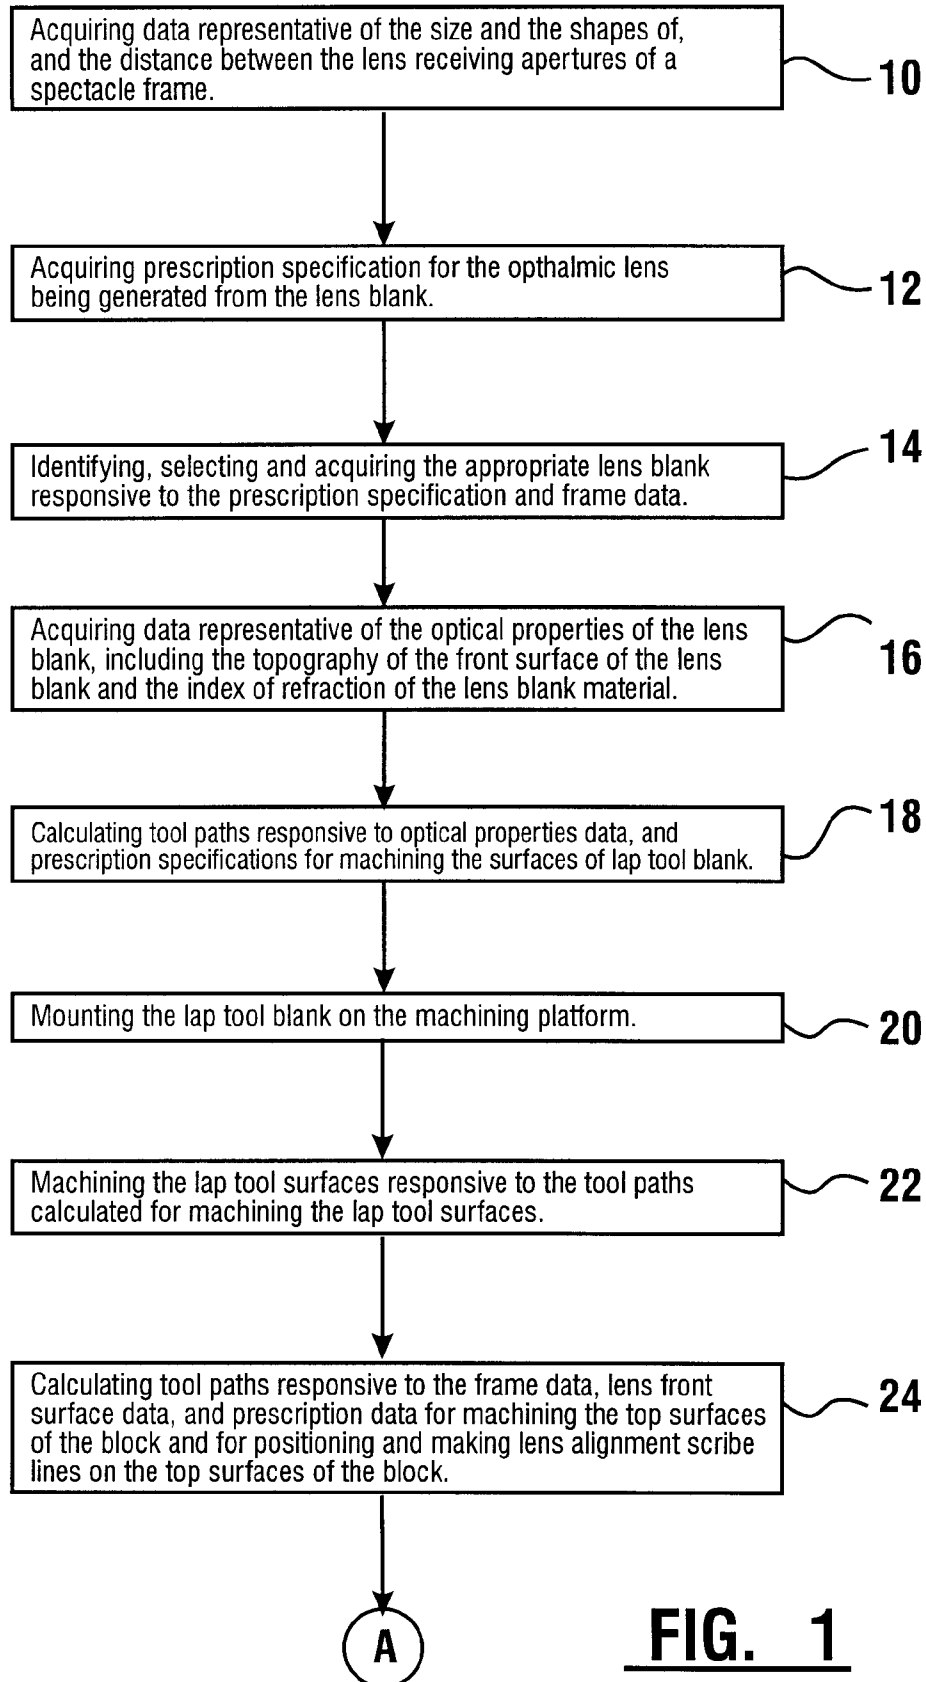 Acquiring data representative of the size and the shapes of,
and the distance between the lens receiving apertures of a
spectacle frame.
10
Acquiring prescription specification for the opthalmic lens
being generated from the lens blank.
12
Identifying, selecting and acquiring the appropriate lens blank
responsive to the prescription specification and frame data.
14
Acquiring data representative of the optical properties of the lens
blank, including the topography of the front surface of the lens
blank and the index of refraction of the lens blank material.
16
Calculating tool paths responsive to optical properties data, and
prescription specifications for machining the surfaces of lap tool blank.
18
Mounting the lap tool blank on the machining platform.
20
Machining the lap tool surfaces responsive to the tool paths
calculated for machining the lap tool surfaces.
22
Calculating tool paths responsive to the frame data, lens front
surface data, and prescription data for machining the top surfaces
of the block and for positioning and making lens alignment scribe
lines on the top surfaces of the block.
24
A
FIG. 1